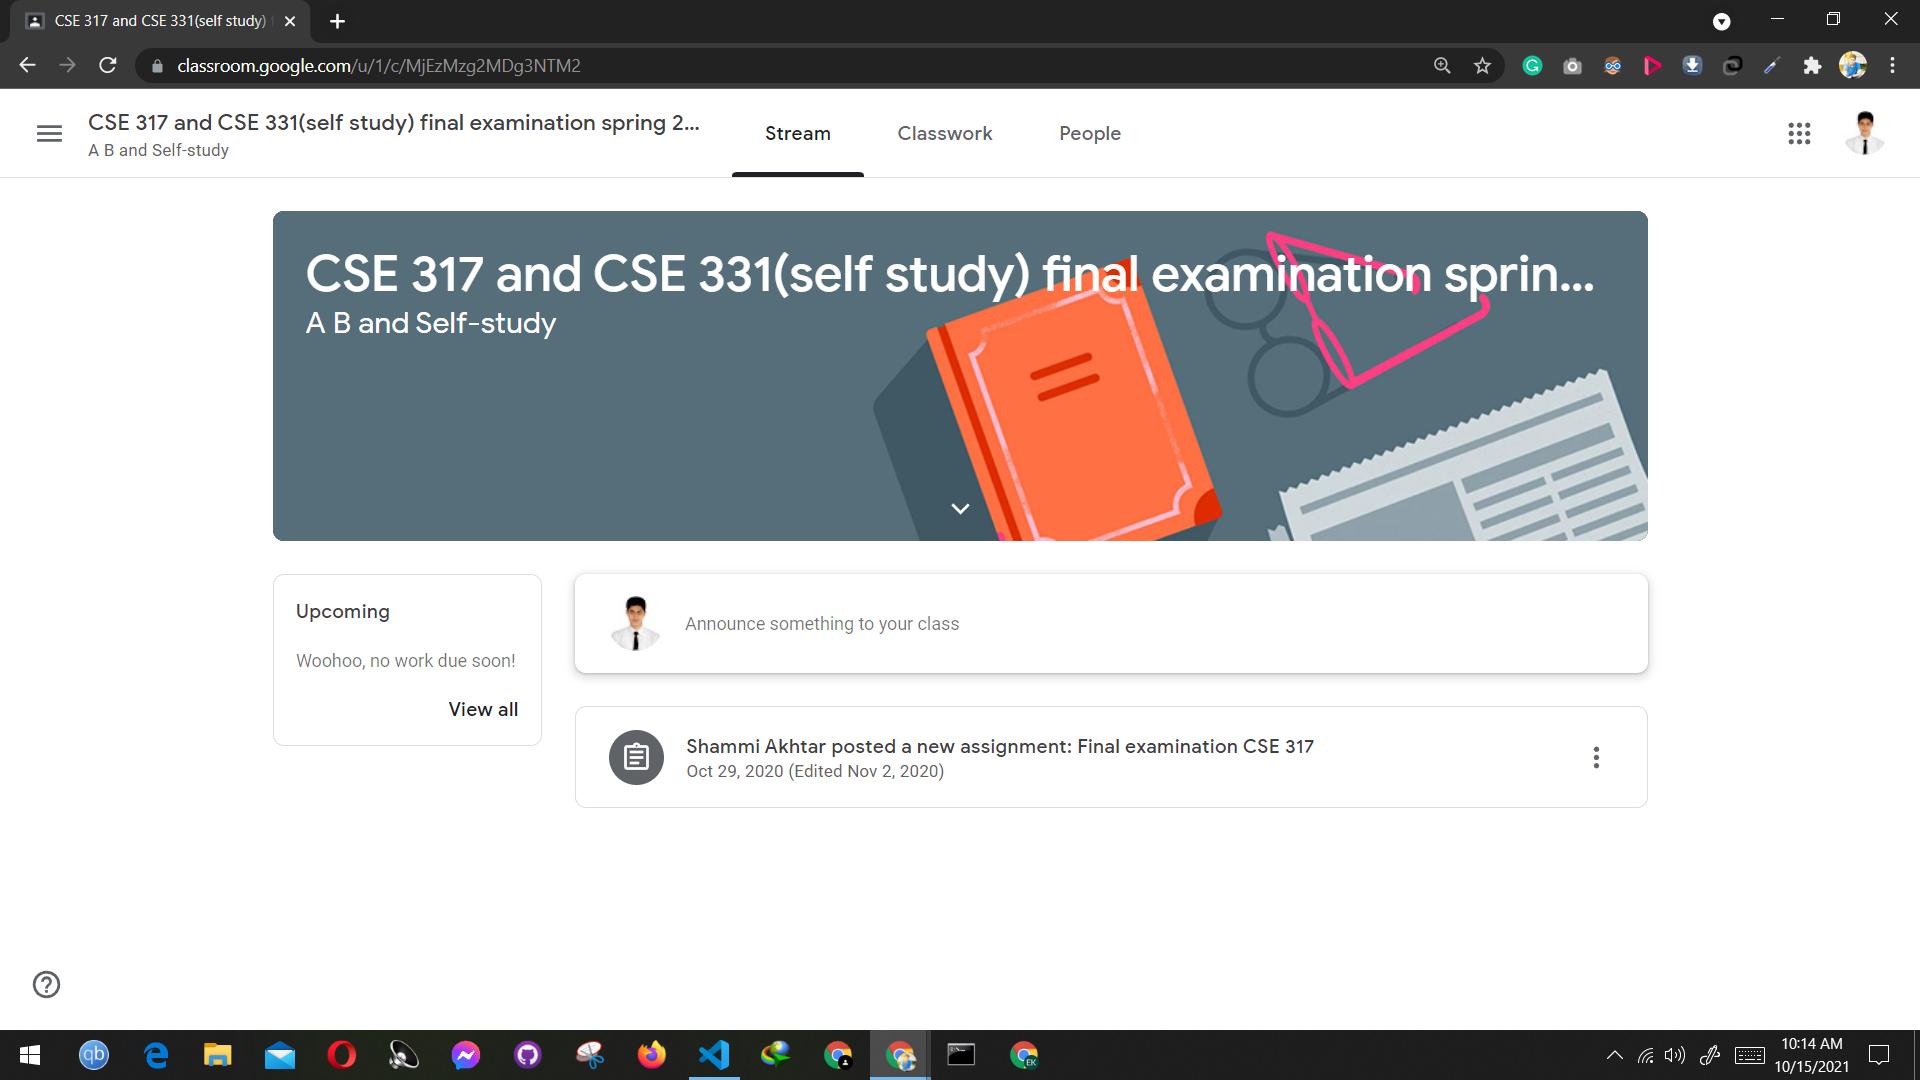 CSE 317 and CSE 331(self study)
classroom.google.com/u/1/c/MjEzMzg2MDg3NTM2
CSE 317 and CSE 331(self study) final examination spring 2...
A B and Self-study
Stream
Classwork
People
CSE 317 and CSE 331(self study) final examination sprin...
A B and Self-study
Upcoming
Woohoo, no work due soon!
View all
Announce something to your class
Shammi Akhtar posted a new assignment: Final examination CSE 317
Oct 29, 2020 (Edited Nov 2, 2020)
qb
EK
10:14 AM
10/15/2021